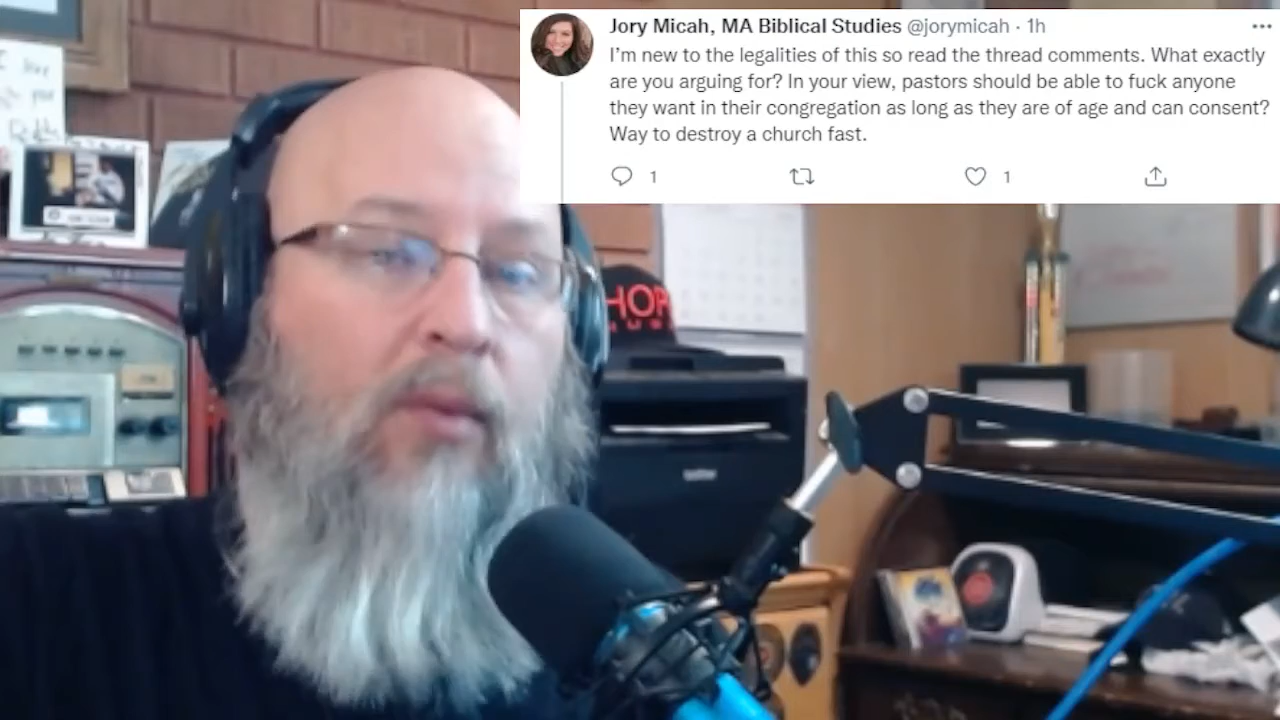 Jory Micah, MA Biblical Studies @jorymicah · 1h
I'm new to the legalities of this so read the thread comments. What exactly
are you arguing for? In your view, pastors should be able to fuck anyone
they want in their congregation as long as they are of age and can consent?
Way to destroy a church fast.
1
1
HOP
brother